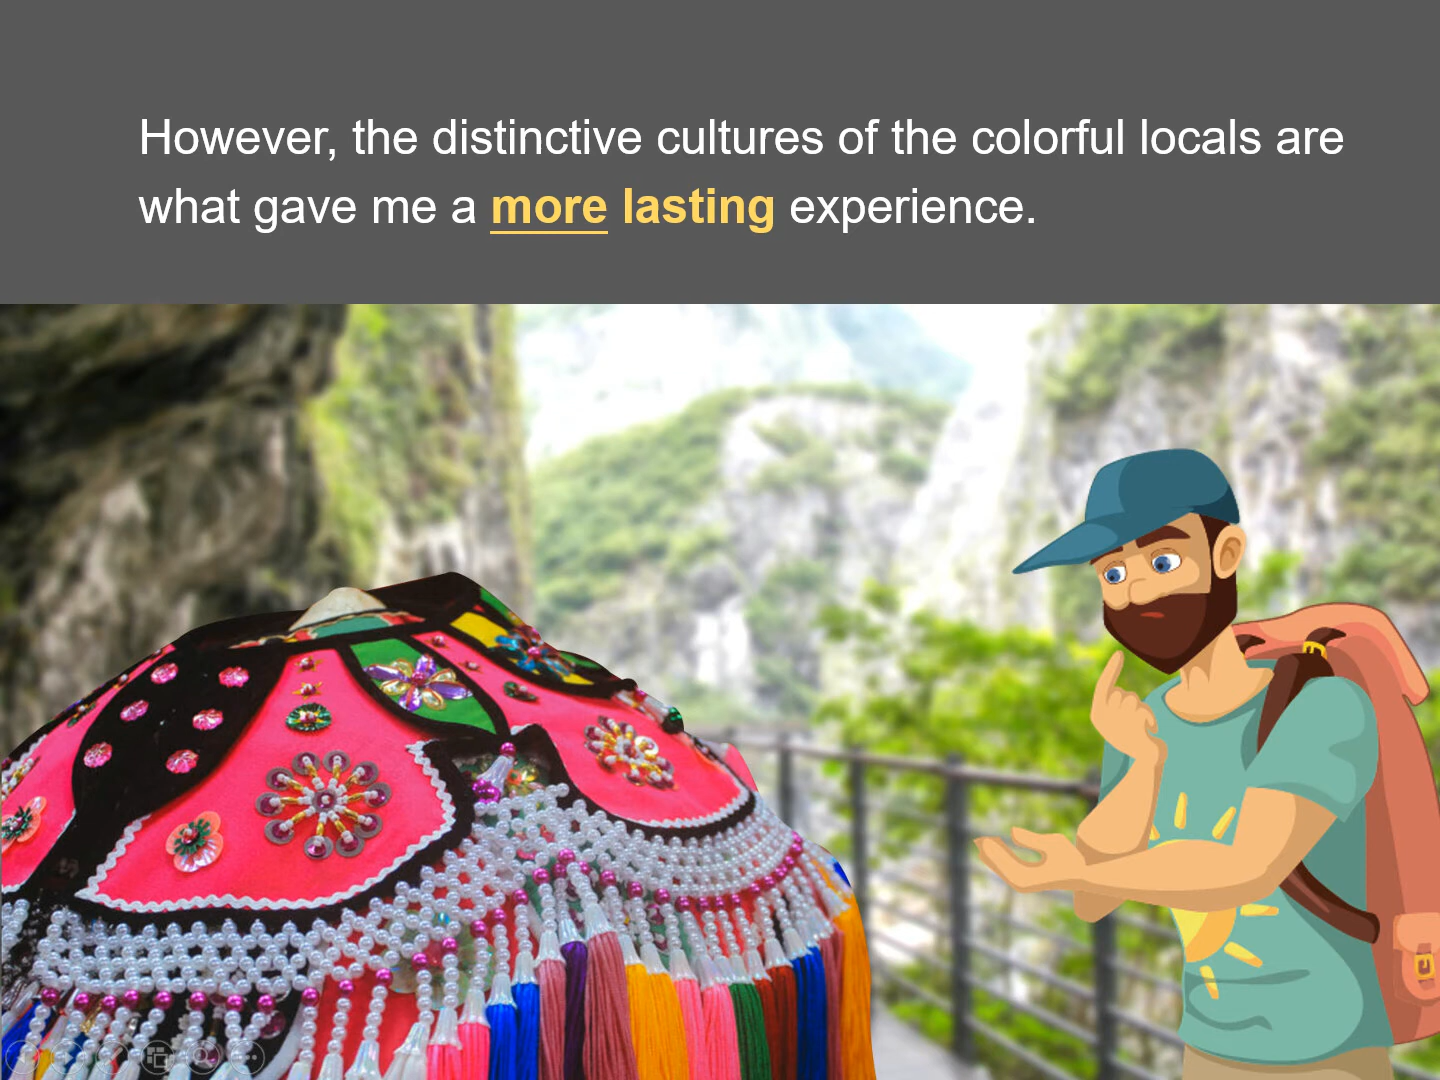 However, the distinctive cultures of the colorful locals are
what gave me a more lasting experience.